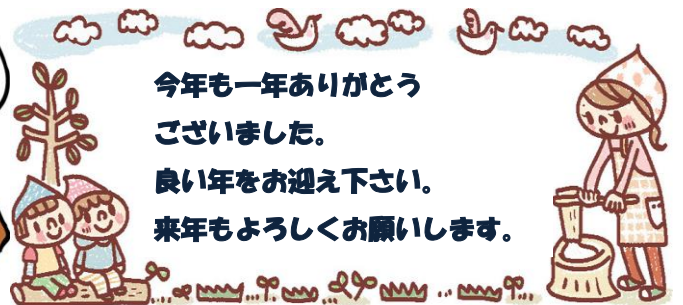 今年も一年ありがとう
ございました。
良い年をお迎え下さい。
来年もよろしくお願いします。